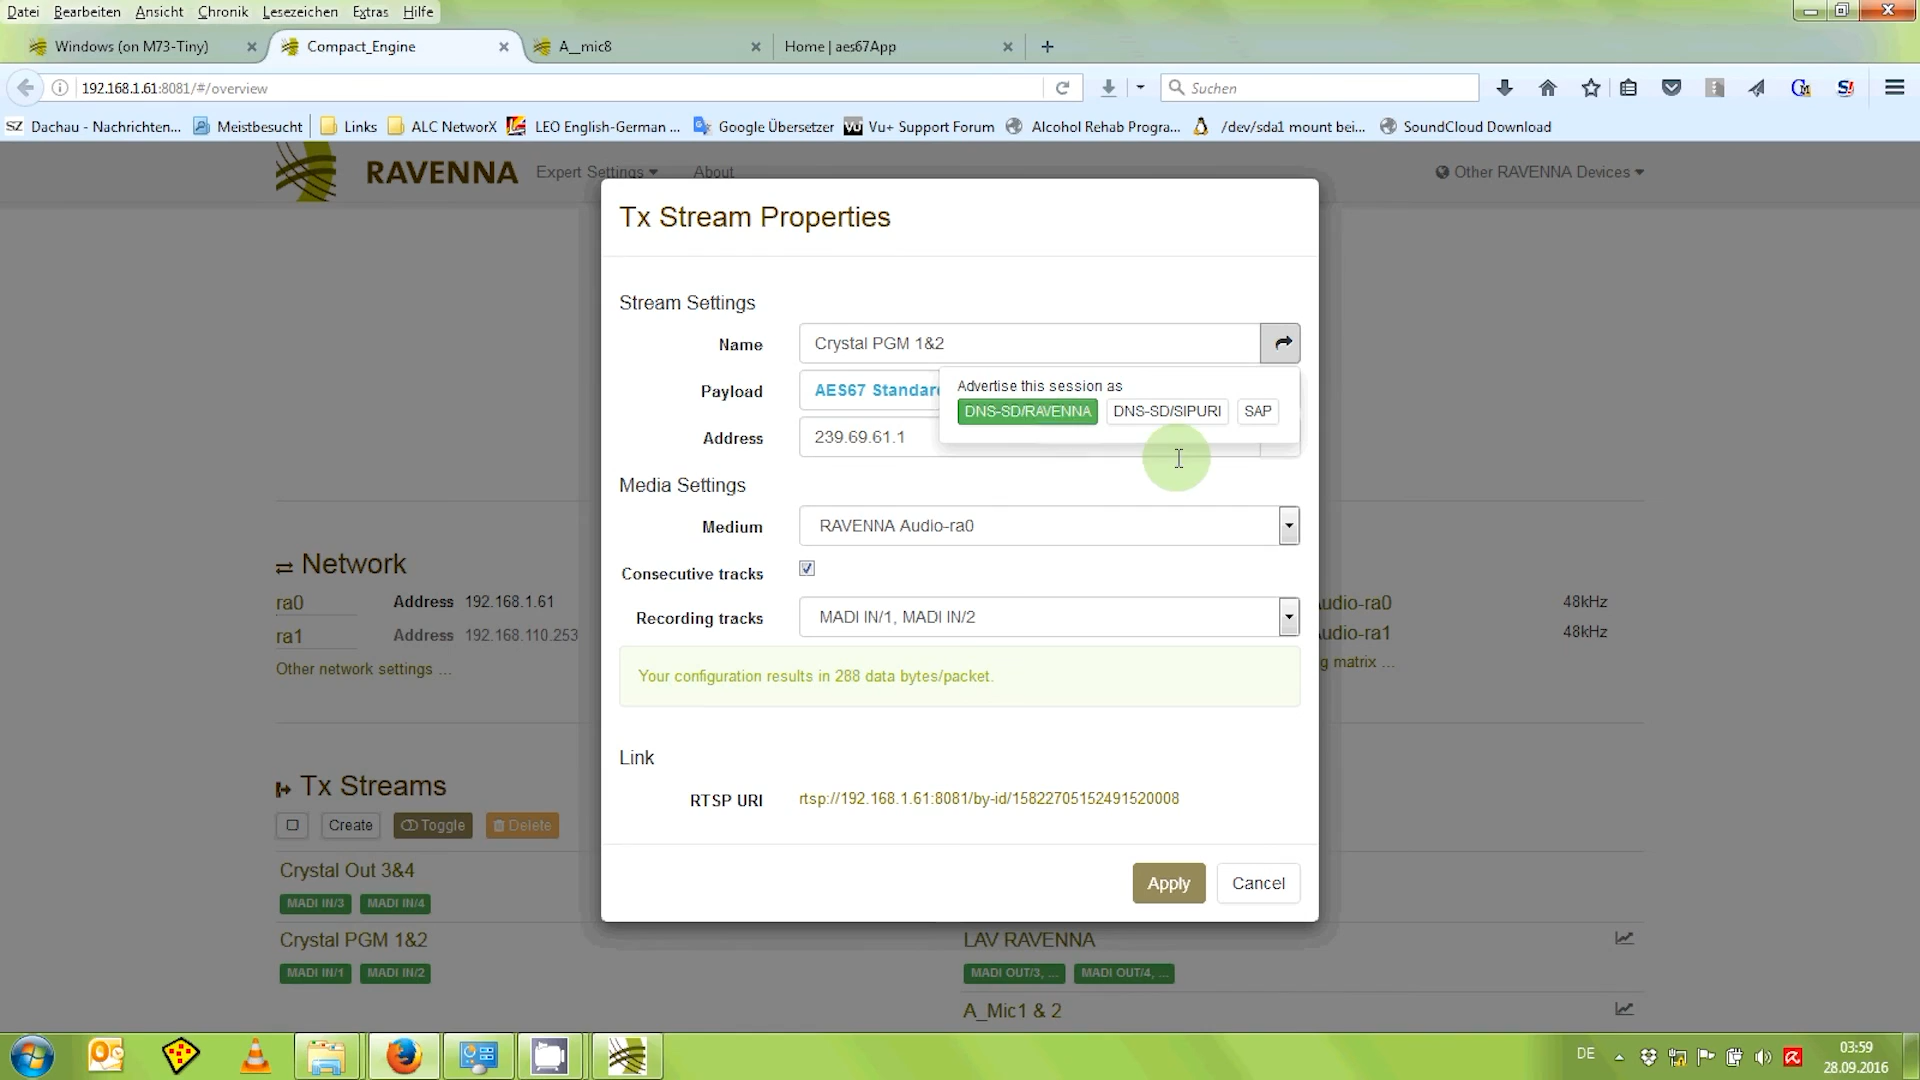 Datei Bearbeiten Ansicht Chronik Lesezeichen Extras Hilfe
Windows (on M73-Tiny) Compact_Engine A__mic8 Home | aes67App
192.168.1.61:8081/#/overview Suchen
SZ Dachau - Nachrichten... Meistbesucht Links ALC NetworX LEO English-German ... Google Übersetzer Vu+ Support Forum Alcohol Rehab Progra... /dev/sda1 mount bei... SoundCloud Download
RAVENNA Expert Settings About Other RAVENNA Devices
Tx Stream Properties
Stream Settings
Name Crystal PGM 1&2
Payload AES67 Standar
Advertise this session as
DNS-SD/RAVENNA DNS-SD/SIPURI SAP
Address 239.69.61.1
Media Settings
Medium RAVENNA Audio-ra0
Consecutive tracks
Recording tracks MADI IN/1, MADI IN/2
Your configuration results in 288 data bytes/packet.
Link
RTSP URI rtsp://192.168.1.61:8081/by-id/15822705152491520008
Apply Cancel
Network
ra0 Address 192.168.1.61
ra1 Address 192.168.110.253
Other network settings ...
udio-ra0 48kHz
udio-ra1 48kHz
g matrix ...
Tx Streams
Create Toggle Delete
Crystal Out 3&4
MADI IN/3 MADI IN/4
Crystal PGM 1&2
MADI IN/1 MADI IN/2
LAV RAVENNA
MADI OUT/3, ... MADI OUT/4, ...
A_Mic1 & 2
DE 03:59
28.09.2016